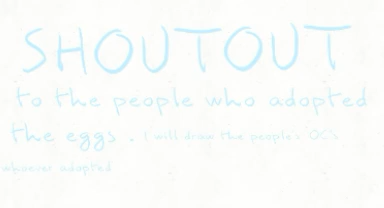 SHOUTOUT
to the people who adopted
the eggs . I will draw the people's OC's
whoever adopted